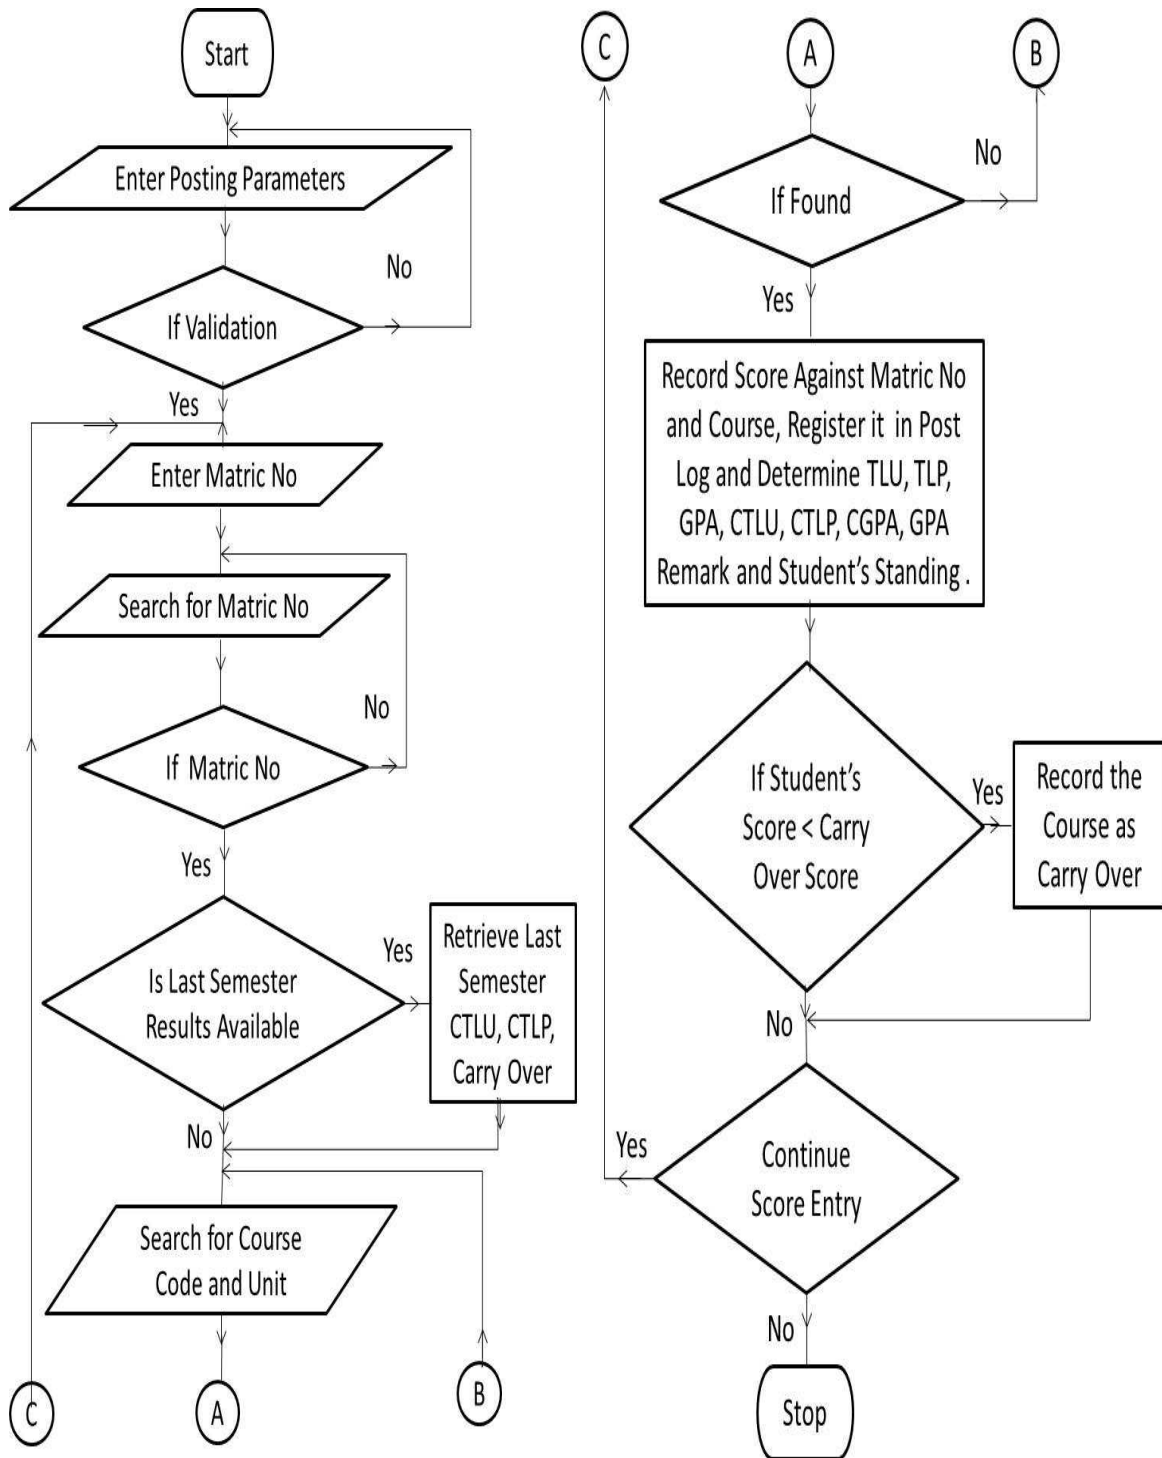 Start
Enter Posting Parameters
No
If Validation
Yes
Enter Matric No
Search for Matric No
No
If Matric No
Yes
Is Last Semester
Results Available
Yes
Retrieve Last
Semester
CTLU, CTLP,
Carry Over
No
Search for Course
Code and Unit
C
A
B
C
A
B
If Found
No
Yes
Record Score Against Matric No
and Course, Register it in Post
Log and Determine TLU, TLP,
GPA, CTLU, CTLP, CGPA, GPA
Remark and Student’s Standing .
If Student’s
Score < Carry
Over Score
Yes
Record the
Course as
Carry Over
No
Continue
Score Entry
Yes
No
Stop